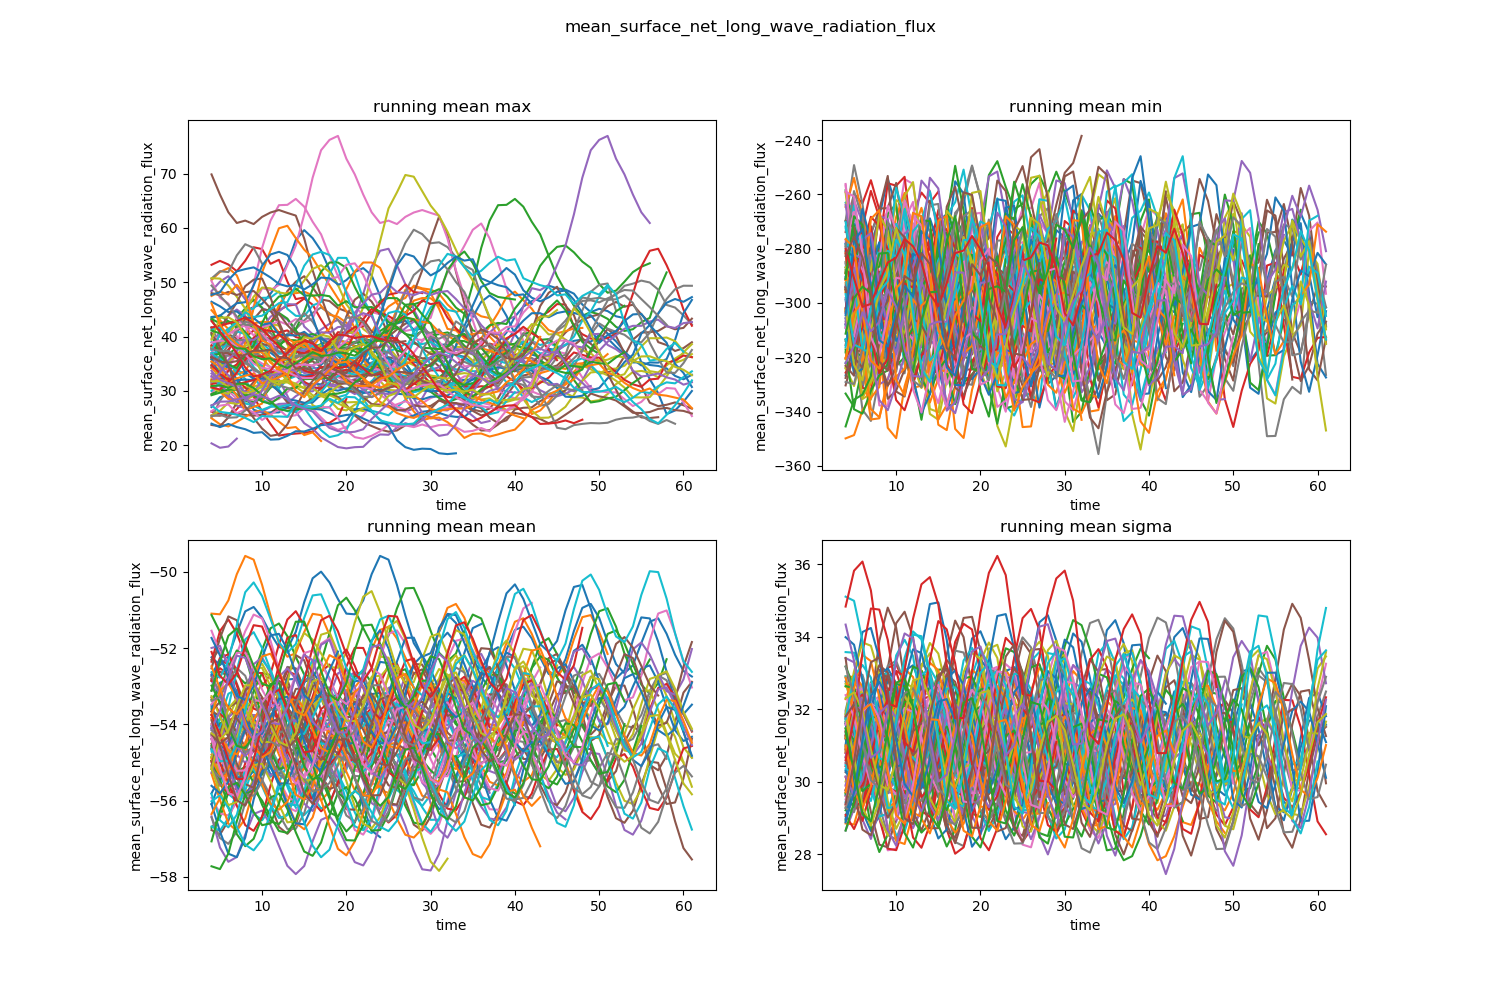 mean_surface_net_long_wave_radiation_flux
running mean max
mean_surface_net_long_wave_radiation_flux
70
60
50
40
30
20
10 20 30 40 50 60
time
running mean min
mean_surface_net_long_wave_radiation_flux
−240
−260
−280
−300
−320
−340
−360
10 20 30 40 50 60
time
running mean mean
mean_surface_net_long_wave_radiation_flux
−50
−52
−54
−56
−58
10 20 30 40 50 60
time
running mean sigma
mean_surface_net_long_wave_radiation_flux
36
34
32
30
28
10 20 30 40 50 60
time